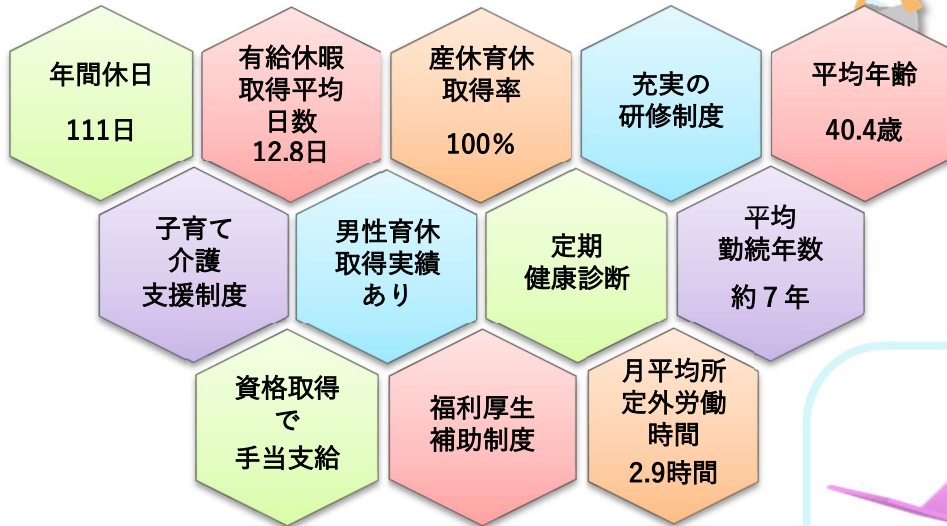 年間休日
111日
有給休暇
取得平均
日数
12.8日
産休育休
取得率
100%
充実の
研修制度
平均年齢
40.4歳
子育て
介護
支援制度
男性育休
取得実績
あり
定期
健康診断
平均
勤続年数
約７年
資格取得
で
手当支給
福利厚生
補助制度
月平均所
定外労働
時間
2.9時間